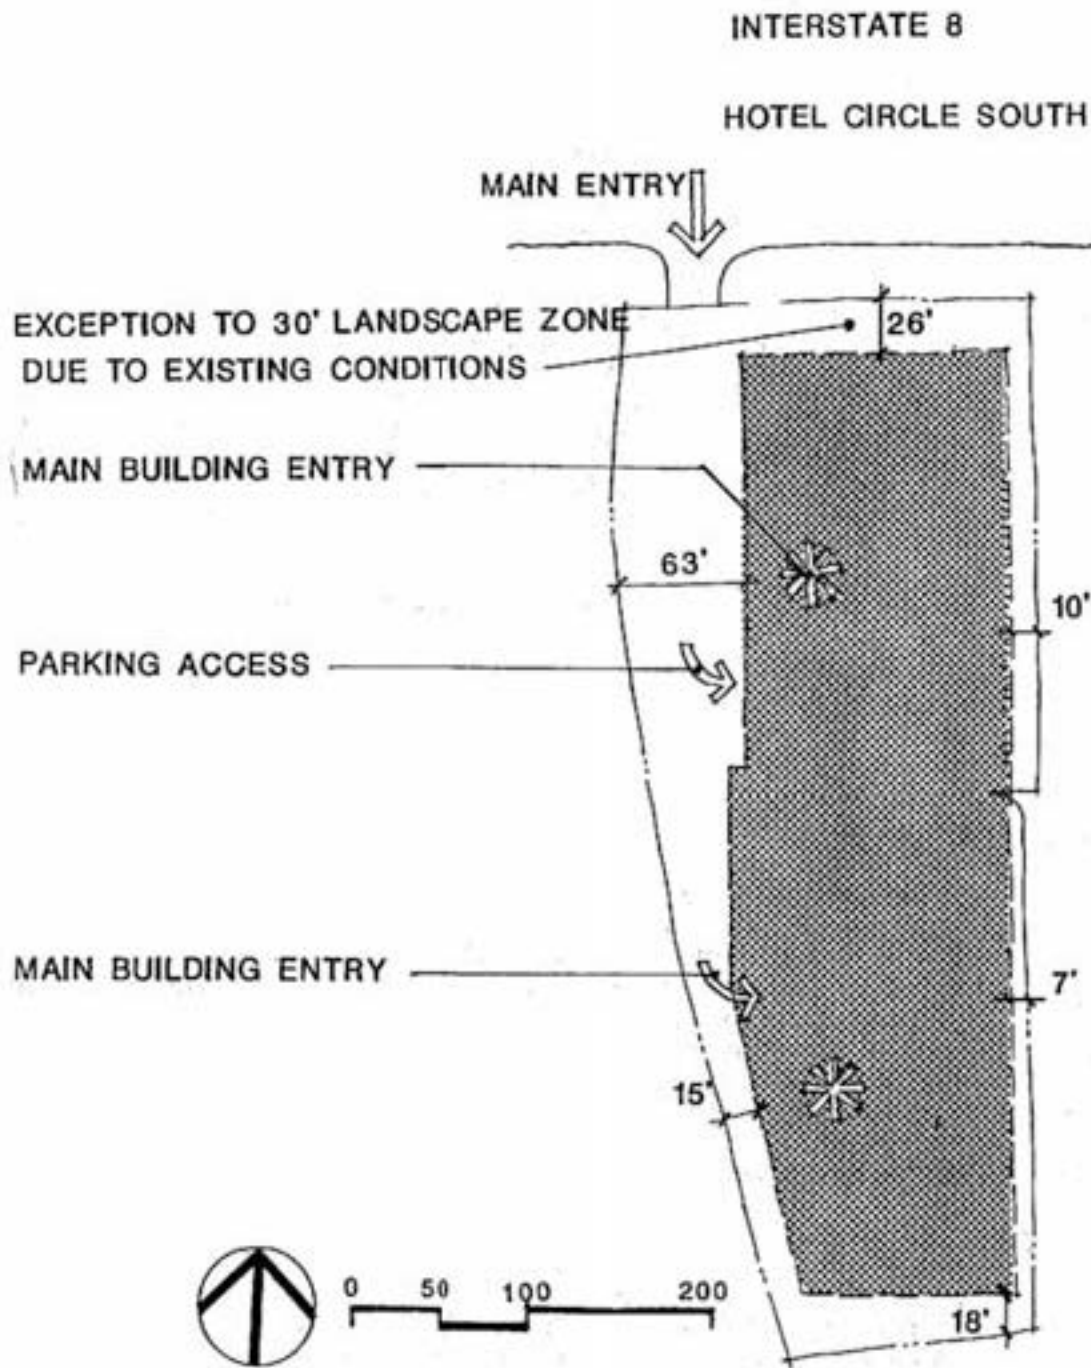 INTERSTATE 8
HOTEL CIRCLE SOUTH
MAIN ENTRY
EXCEPTION TO 30' LANDSCAPE ZONE
DUE TO EXISTING CONDITIONS
26'
MAIN BUILDING ENTRY
63'
10'
PARKING ACCESS
MAIN BUILDING ENTRY
7'
15'
0 50 100 200
18'